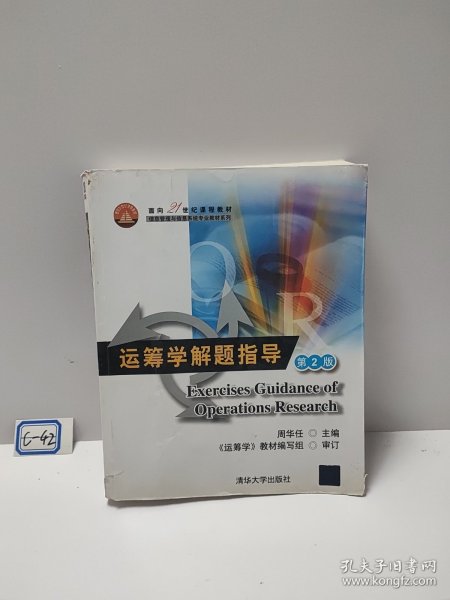 面向21世纪课程教材
信息管理与信息系统专业教材系列
O
R
运筹学解题指导
第2版
Exercises Guidance of
Operations Research
周华任 ◎ 主编
《运筹学》教材编写组 ◎ 审订
清华大学出版社
E-42
孔夫子旧书网
www.kongfz.com